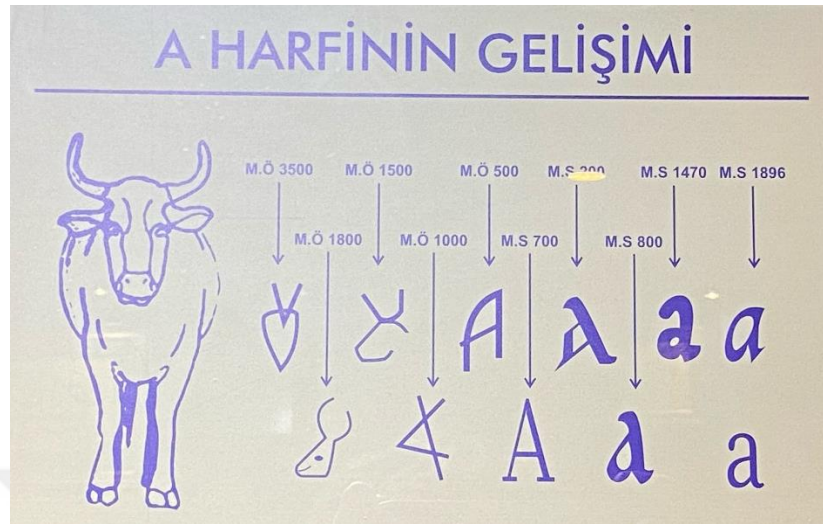 A HARFİNİN GELİŞİMİ
M.Ö 3500 M.Ö 1500 M.Ö 500 M.S 1470 M.S 1896
M.Ö 1800 M.Ö 1000 M.S 700 M.S 800
A a a
A a a